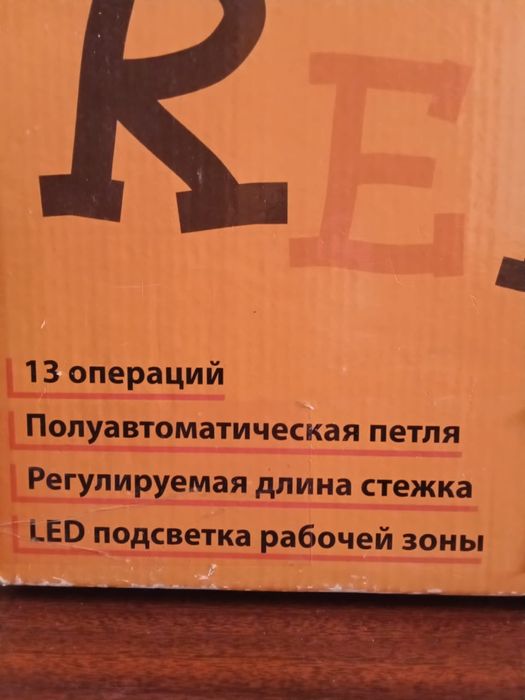 RE
13 операций
Полуавтоматическая петля
Регулируемая длина стежка
LED подсветка рабочей зоны